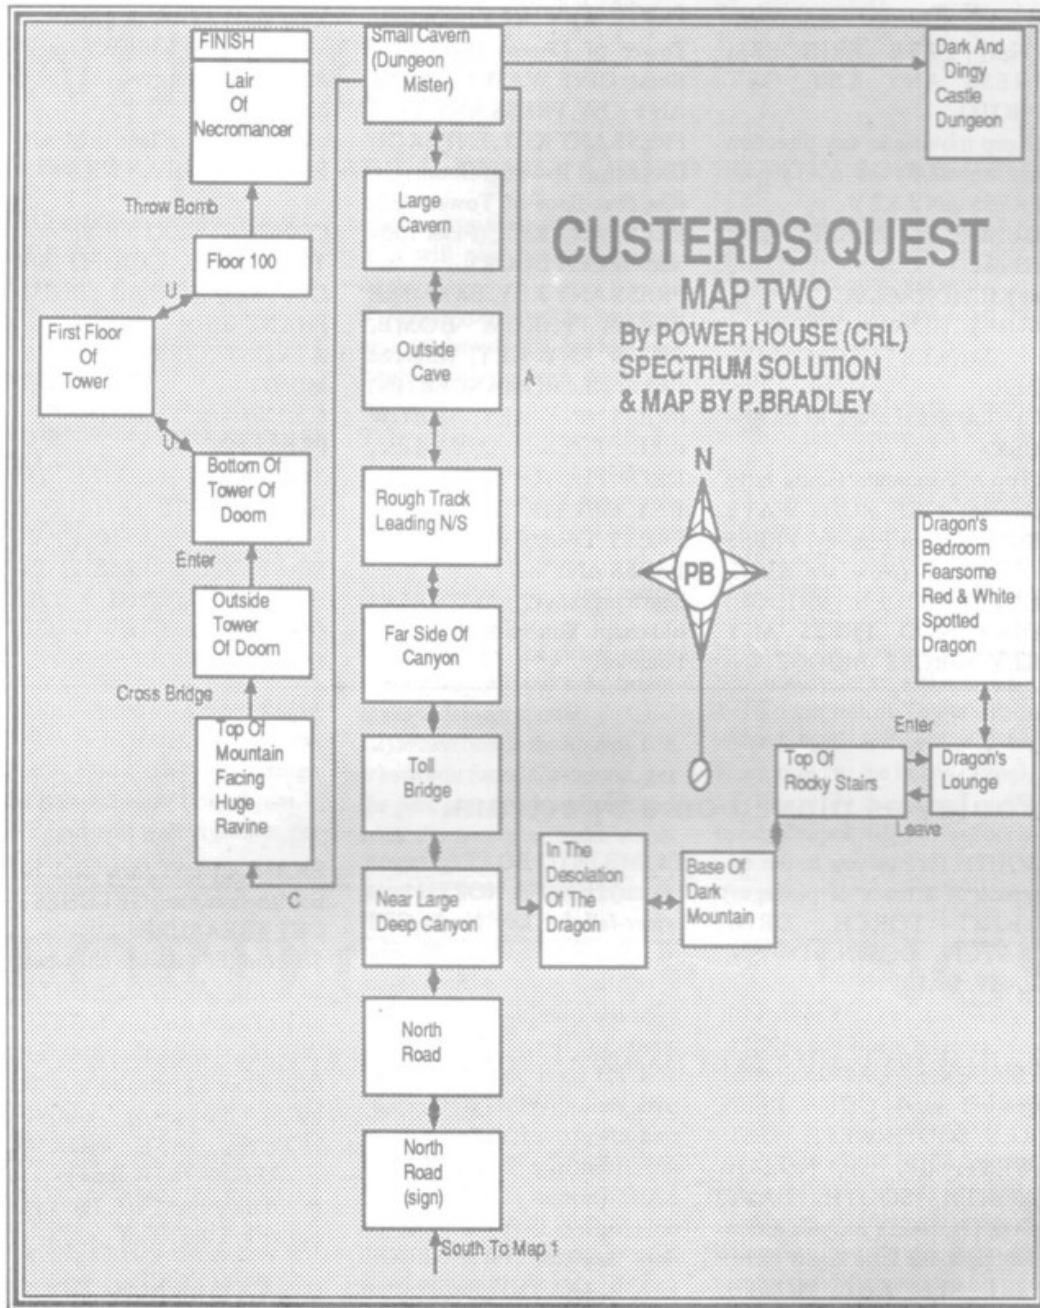 FINISH
Lair
Of
Necromancer
Throw Bomb
Floor 100
U
First Floor
Of
Tower
U
Bottom Of
Tower Of
Doom
Enter
Outside
Tower
Of Doom
Cross Bridge
Top Of
Mountain
Facing
Huge
Ravine
C
Small Cavern
(Dungeon
Mister)
Large
Cavern
Outside
Cave
A
Rough Track
Leading N/S
Far Side Of
Canyon
Toll
Bridge
Near Large
Deep Canyon
North
Road
North
Road
(sign)
South To Map 1
Dark And
Dingy
Castle
Dungeon
CUSTERDS QUEST
MAP TWO
By POWER HOUSE (CRL)
SPECTRUM SOLUTION
& MAP BY P.BRADLEY
N
PB
Dragon's
Bedroom
Fearsome
Red & White
Spotted
Dragon
Enter
Top Of
Rocky Stairs
Dragon's
Lounge
Leave
In The
Desolation
Of The
Dragon
Base Of
Dark
Mountain